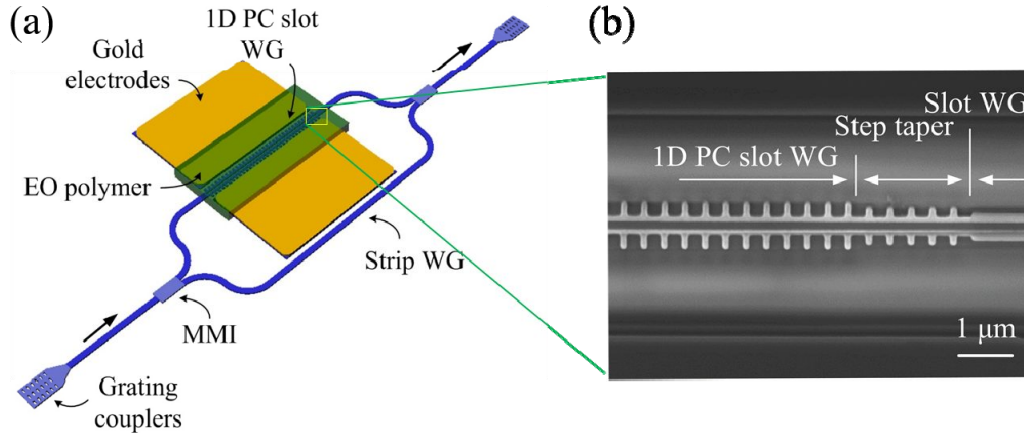 (a)
1D PC slot
WG
Gold
electrodes
EO polymer
Strip WG
MMI
Grating
couplers
(b)
Slot WG
Step taper
1D PC slot WG
1 μm